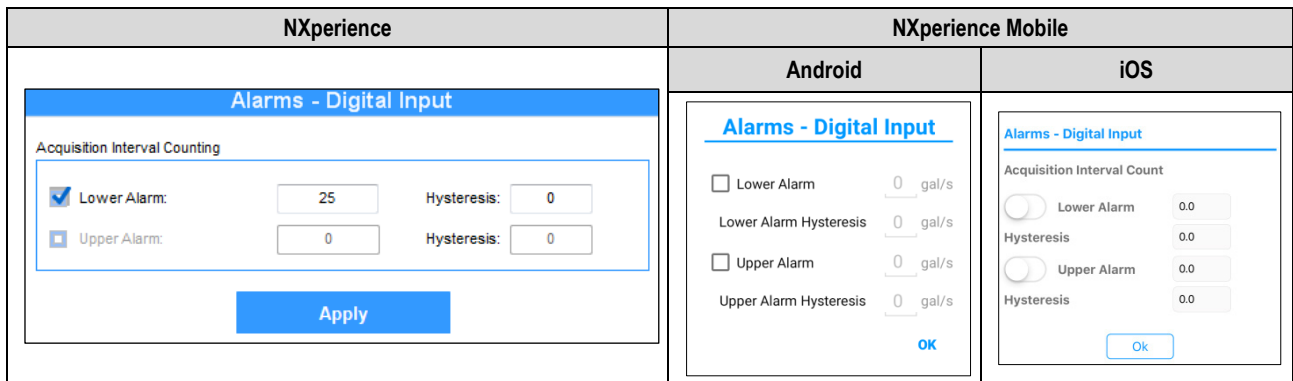 NXperience
NXperience Mobile
Android
iOS
Alarms - Digital Input
Acquisition Interval Counting
Lower Alarm: 25 Hysteresis: 0
Upper Alarm: 0 Hysteresis: 0
Apply
Alarms - Digital Input
Lower Alarm 0 gal/s
Lower Alarm Hysteresis 0 gal/s
Upper Alarm 0 gal/s
Upper Alarm Hysteresis 0 gal/s
OK
Alarms - Digital Input
Acquisition Interval Count
Lower Alarm 0.0
Hysteresis 0.0
Upper Alarm 0.0
Hysteresis 0.0
Ok